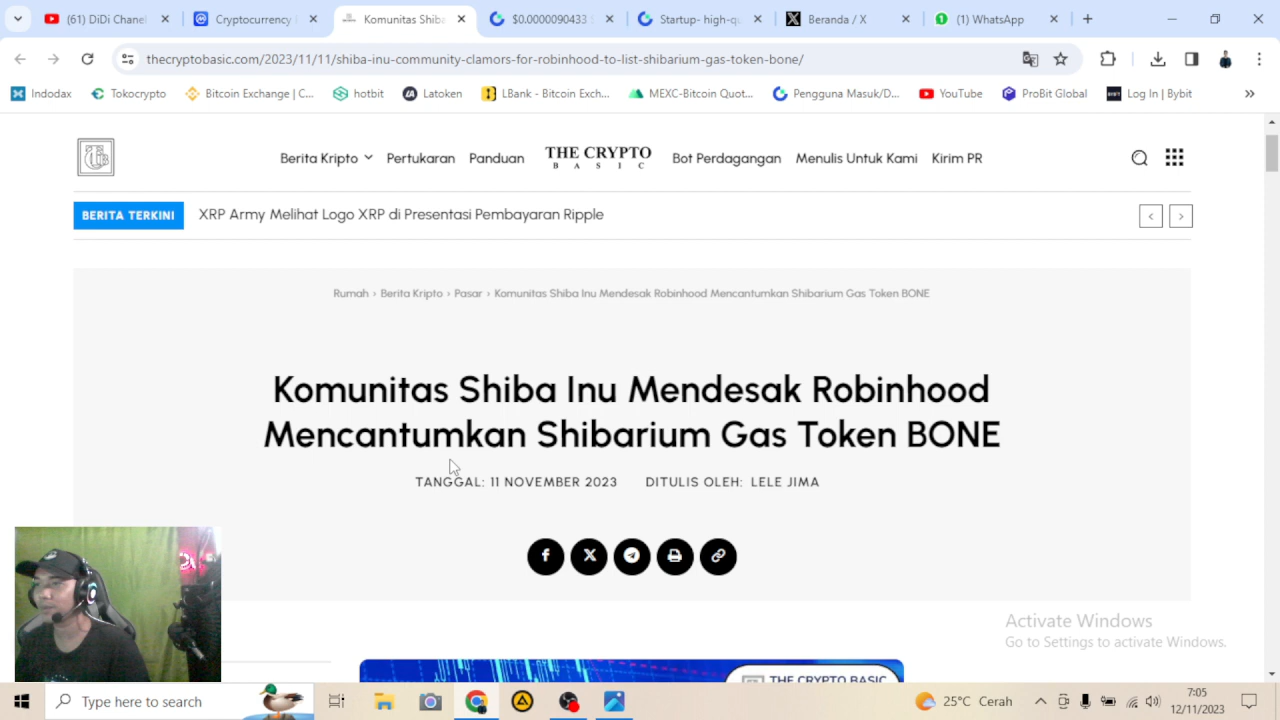 (61) DiDi Chanel
Cryptocurrency
Komunitas Shiba
$0.0000090433
Startup- high-q
Beranda / X
(1) WhatsApp
thecryptobasic.com/2023/11/11/shiba-inu-community-clamors-for-robinhood-to-list-shibarium-gas-token-bone/
Indodax
Tokocrypto
Bitcoin Exchange | C...
hotbit
Latoken
LBank - Bitcoin Exch...
MEXC-Bitcoin Quot...
Pengguna Masuk/D...
YouTube
ProBit Global
Log In | Bybit
Berita Kripto
Pertukaran
Panduan
THE CRYPTO
BASIC
Bot Perdagangan
Menulis Untuk Kami
Kirim PR
BERITA TERKINI
XRP Army Melihat Logo XRP di Presentasi Pembayaran Ripple
Rumah › Berita Kripto › Pasar › Komunitas Shiba Inu Mendesak Robinhood Mencantumkan Shibarium Gas Token BONE
Komunitas Shiba Inu Mendesak Robinhood
Mencantumkan Shibarium Gas Token BONE
TANGGAL: 11 NOVEMBER 2023
DITULIS OLEH: LELE JIMA
Activate Windows
Go to Settings to activate Windows.
THE CRYPTO BASIC
Type here to search
25°C Cerah
7:05
12/11/2023